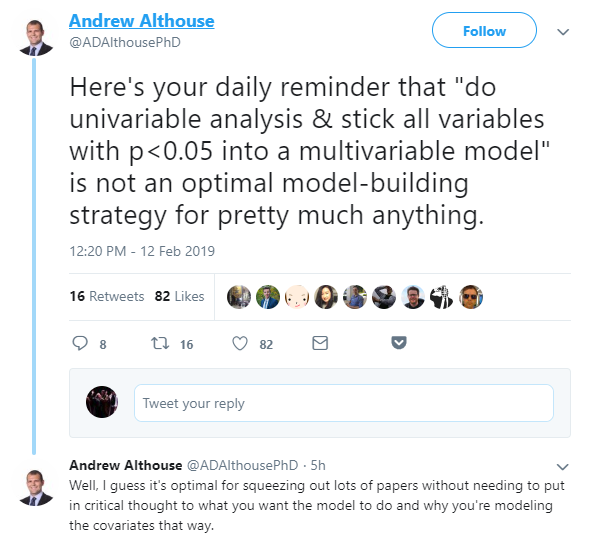 Andrew Althouse
@ADAlthousePhD
Follow
Here's your daily reminder that "do
univariable analysis & stick all variables
with p<0.05 into a multivariable model"
is not an optimal model-building
strategy for pretty much anything.
12:20 PM - 12 Feb 2019
16 Retweets 82 Likes
8 16 82
Tweet your reply
Andrew Althouse @ADAlthousePhD · 5h
Well, I guess it's optimal for squeezing out lots of papers without needing to put
in critical thought to what you want the model to do and why you're modeling
the covariates that way.